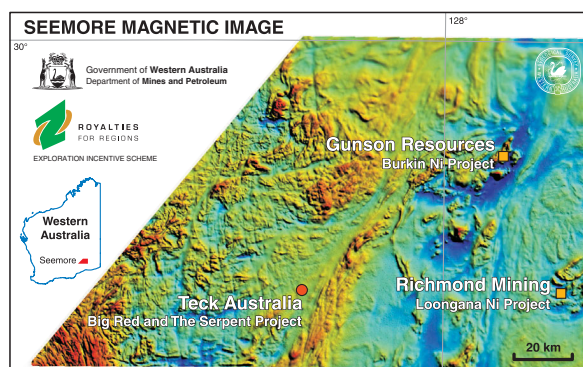 SEEMORE MAGNETIC IMAGE
128°
30°
Government of Western Australia
Department of Mines and Petroleum
ROYALTIES
FOR REGIONS
EXPLORATION INCENTIVE SCHEME
Western
Australia
Seemore
Gunson Resources
Burkin Ni Project
Richmond Mining
Loongana Ni Project
Teck Australia
Big Red and The Serpent Project
20 km